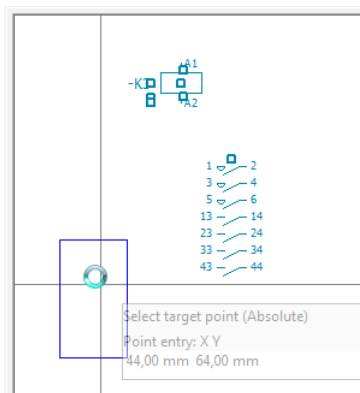 A1
-K3
A2
1 2
3 4
5 6
13 14
23 24
33 34
43 44
Select target point (Absolute)
Point entry: X Y
44,00 mm 64,00 mm